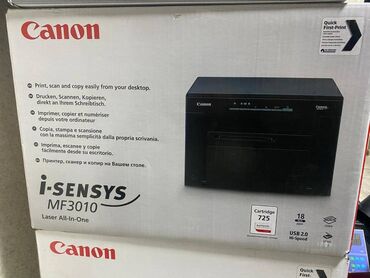 Canon
Quick
First-Print
Print, scan and copy easily from your desktop.
Drucken, Scannen, Kopieren,
direkt an Ihrem Schreibtisch.
Imprimer, copier et numériser
depuis votre ordinateur
Copia, stampa e scansione
con la massima semplicità dalla propria scrivania.
Imprima, escanee y copie
fácilmente desde su escritorio.
Принтер, сканер и копир на Вашем столе.
Canon
i-SENSYS
MF3010
Laser All-In-One
Cartridge
725
18
USB 2.0
Hi-Speed
Canon